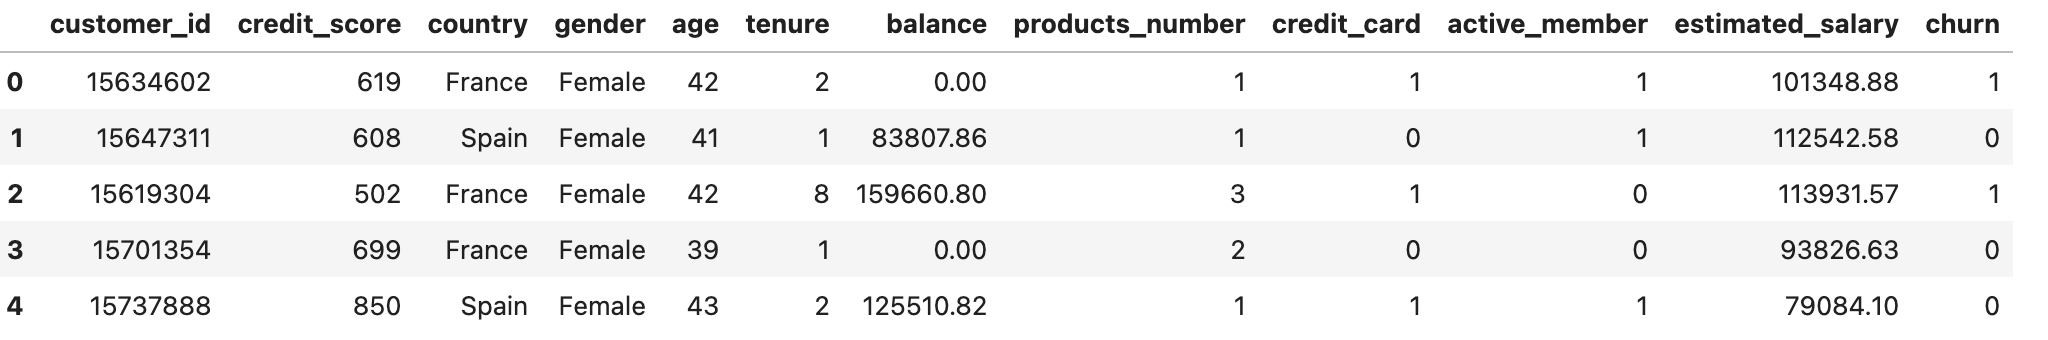 customer_id credit_score country gender age tenure balance products_number credit_card active_member estimated_salary churn
0 15634602 619 France Female 42 2 0.00 1 1 1 101348.88 1
1 15647311 608 Spain Female 41 1 83807.86 1 0 1 112542.58 0
2 15619304 502 France Female 42 8 159660.80 3 1 0 113931.57 1
3 15701354 699 France Female 39 1 0.00 2 0 0 93826.63 0
4 15737888 850 Spain Female 43 2 125510.82 1 1 1 79084.10 0